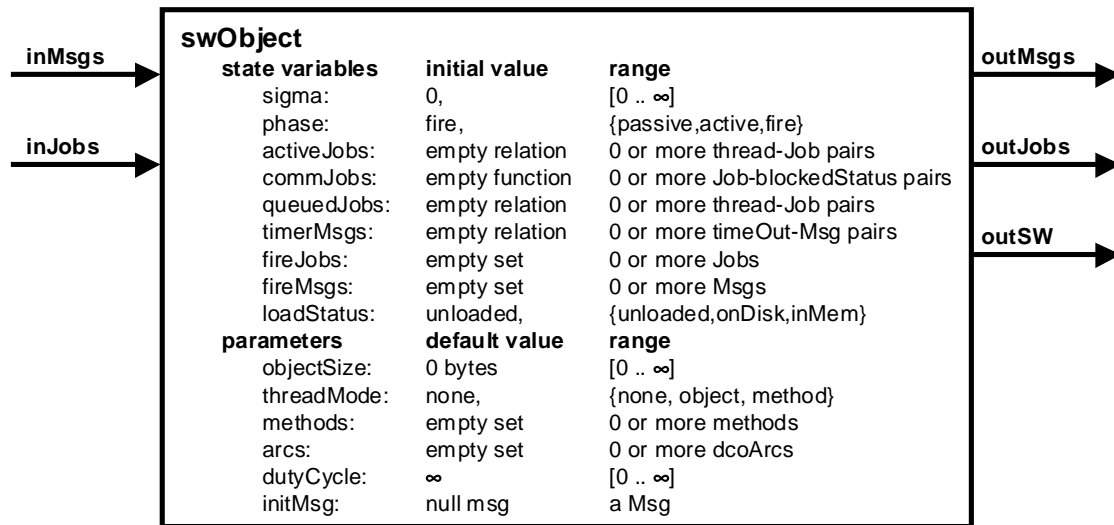 swObject
inMsgs
outMsgs
state variables initial value range
sigma: 0, [0 .. ∞]
phase: fire, {passive,active,fire}
inJobs
outJobs
activeJobs: empty relation 0 or more thread-Job pairs
commJobs: empty function 0 or more Job-blockedStatus pairs
queuedJobs: empty relation 0 or more thread-Job pairs
outSW
timerMsgs: empty relation 0 or more timeOut-Msg pairs
fireJobs: empty set 0 or more Jobs
fireMsgs: empty set 0 or more Msgs
loadStatus: unloaded, {unloaded,onDisk,inMem}
parameters default value range
objectSize: 0 bytes [0 .. ∞]
threadMode: none, {none, object, method}
methods: empty set 0 or more methods
arcs: empty set 0 or more dcoArcs
dutyCycle: ∞ [0 .. ∞]
initMsg: null msg a Msg